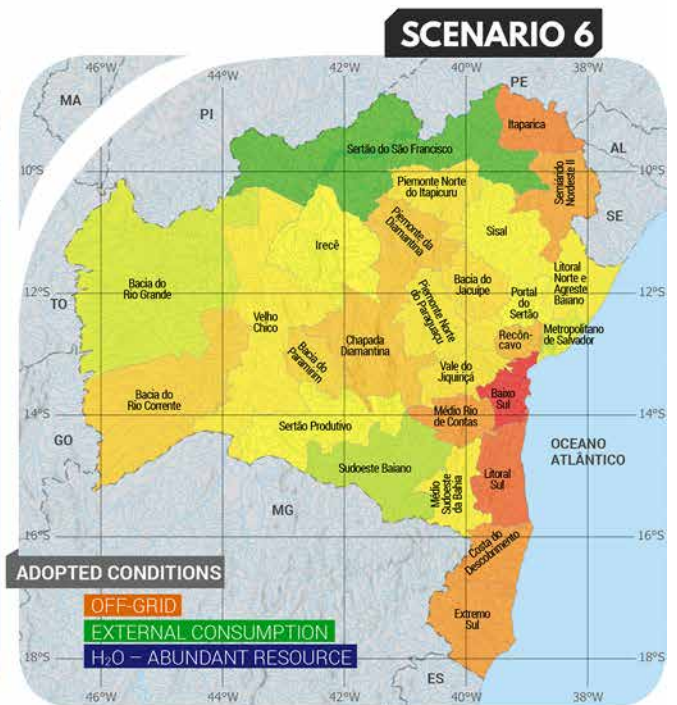 SCENARIO 6
46°W
44°W
42°W
40°W
38°W
MA
PI
PE
AL
SE
TO
GO
MG
ES
10°S
12°S
14°S
16°S
18°S
Itaparica
Sertão do São Francisco
Semiárido
Nordeste II
Piemonte Norte
do Itapicuru
Piemonte da
Diamantina
Sisal
Irecê
Bacia do
Rio Grande
Bacia do
Jacuípe
Litoral
Norte e
Agreste
Baiano
Portal
do
Sertão
Piemonte Norte
do Paraguaçu
Velho
Chico
Metropolitano
de Salvador
Recôn-
cavo
Chapada
Diamantina
Bacia do
Paramirim
Vale do
Jiquiriçá
Bacia do
Rio Corrente
Baixo
Sul
Médio Rio
de Contas
Sertão Produtivo
Sudoeste Baiano
Médio
Sudoeste
da Bahia
Litoral
Sul
OCEANO
ATLÂNTICO
Costa do
Descobrimento
Extremo
Sul
ADOPTED CONDITIONS
OFF-GRID
EXTERNAL CONSUMPTION
H₂O – ABUNDANT RESOURCE
46°W
44°W
42°W
40°W
38°W